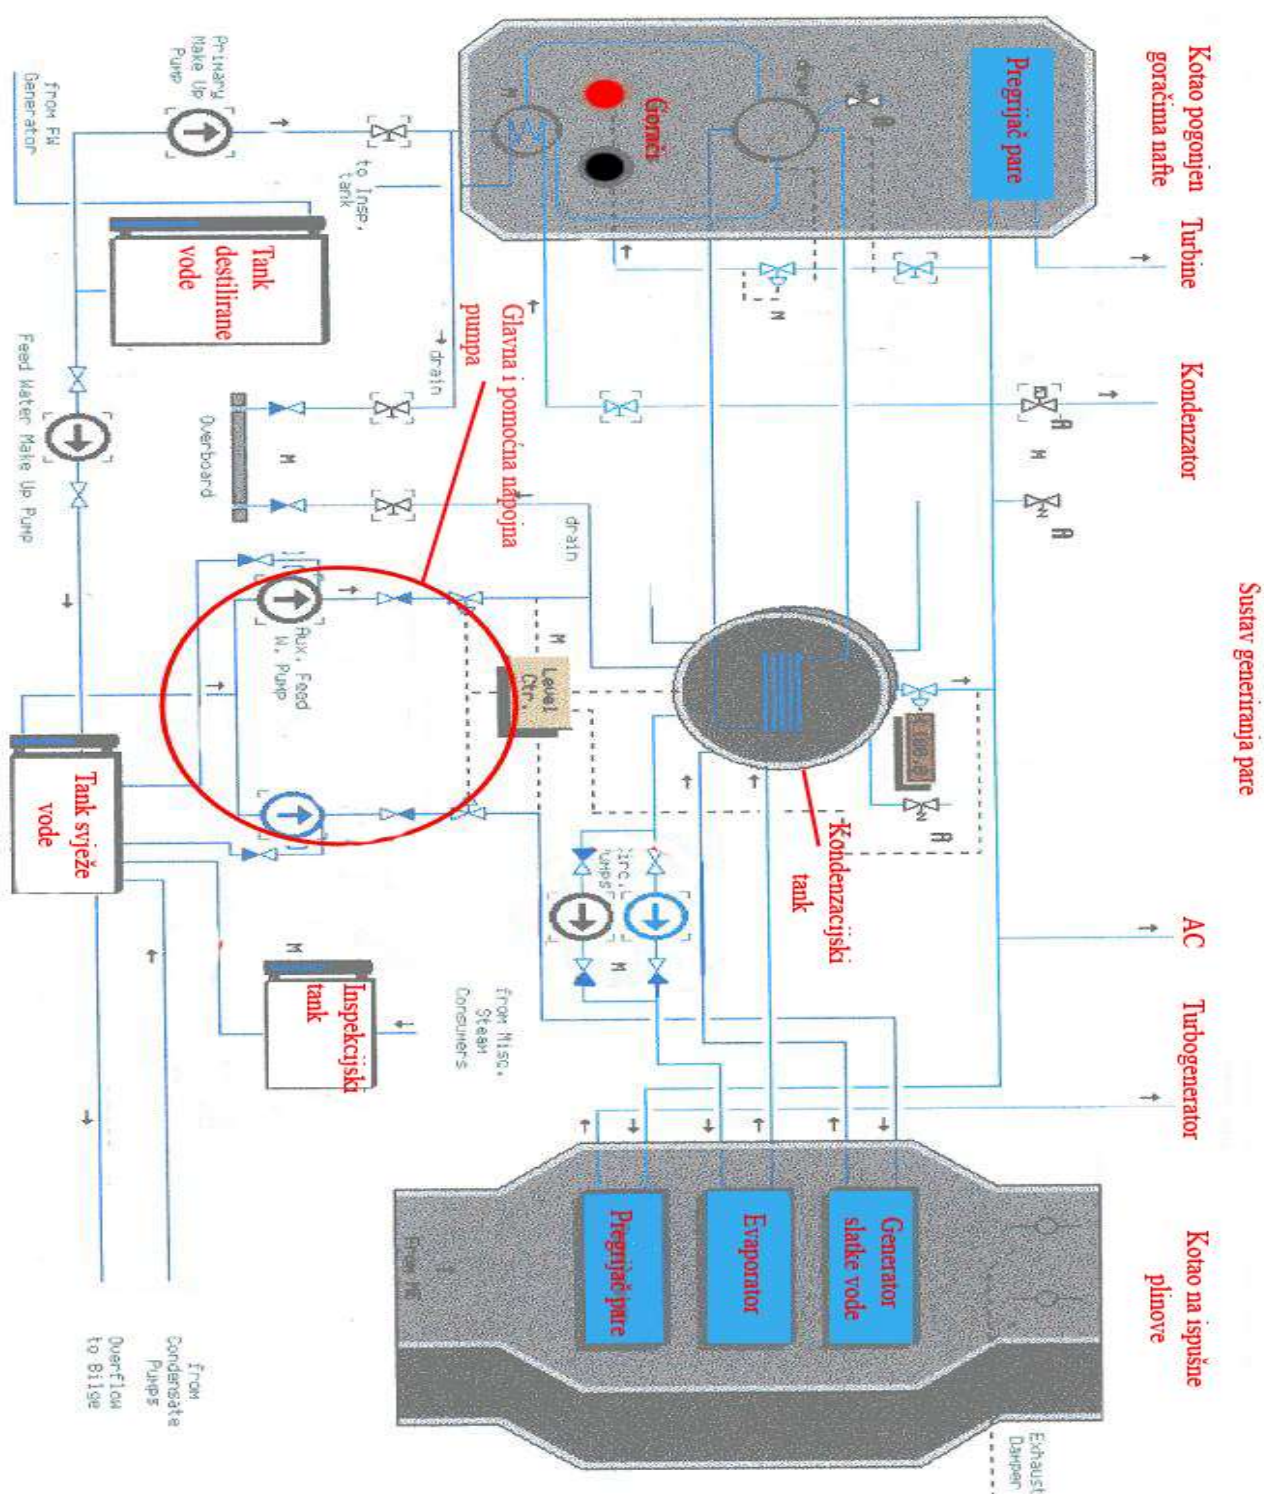 Sustav generiranja pare
Kotao pogonjen
goračima nafte
Turbine
Kondenzator
AC
Turbogenerator
Kotao na ispušne
plinove
Pregrijač pare
drum
A
Gorači
M
M
A
M
A
A
Primary
Make Up
Pump
to Insp.
tank
from FW
Generator
Tank
destilirane
vode
Glavna i pomoćna napojna
pumpa
drain
drain
Overboard
M
Feed Water Make Up Pump
Aux. Feed
W. Pump
M
Level
Ctr.
Kondenzacijski
tank
M
Tank svježe
vode
M
Inspekcijski
tank
from Misc.
Steam
Consumers
Generator
slatke vode
Evaporator
Pregrijač pare
From ME
Exhaust
Damper
from
Condensate
Pumps
Overflow
to Bilge